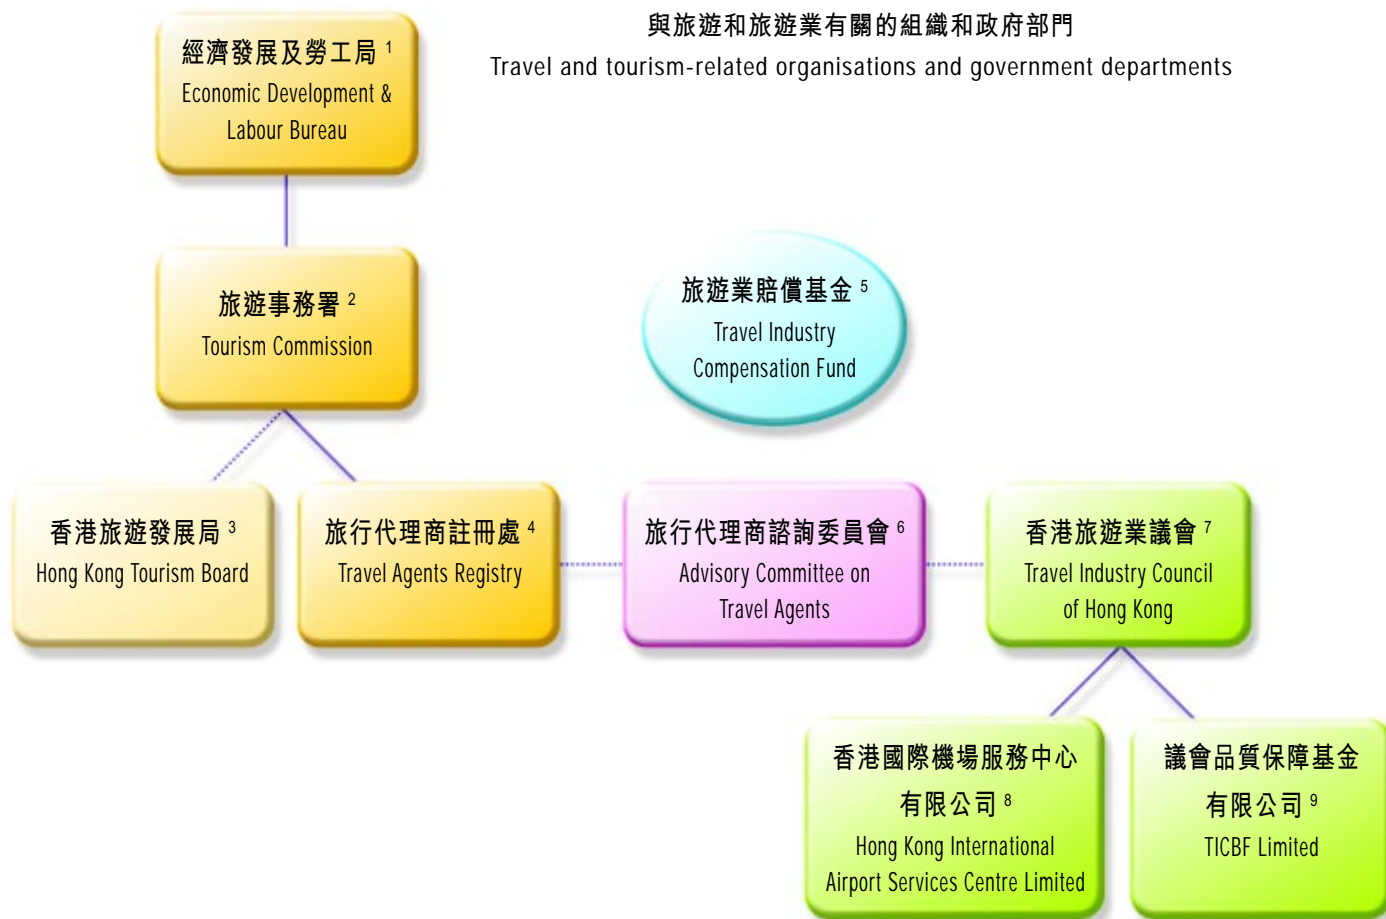 與旅遊和旅遊業有關的組織和政府部門
Travel and tourism-related organisations and government departments
經濟發展及勞工局 1
Economic Development &
Labour Bureau
旅遊事務署 2
Tourism Commission
旅遊業賠償基金 5
Travel Industry
Compensation Fund
香港旅遊發展局 3
Hong Kong Tourism Board
旅行代理商註冊處 4
Travel Agents Registry
旅行代理商諮詢委員會 6
Advisory Committee on
Travel Agents
香港旅遊業議會 7
Travel Industry Council
of Hong Kong
香港國際機場服務中心
有限公司 8
Hong Kong International
Airport Services Centre Limited
議會品質保障基金
有限公司 9
TICBF Limited